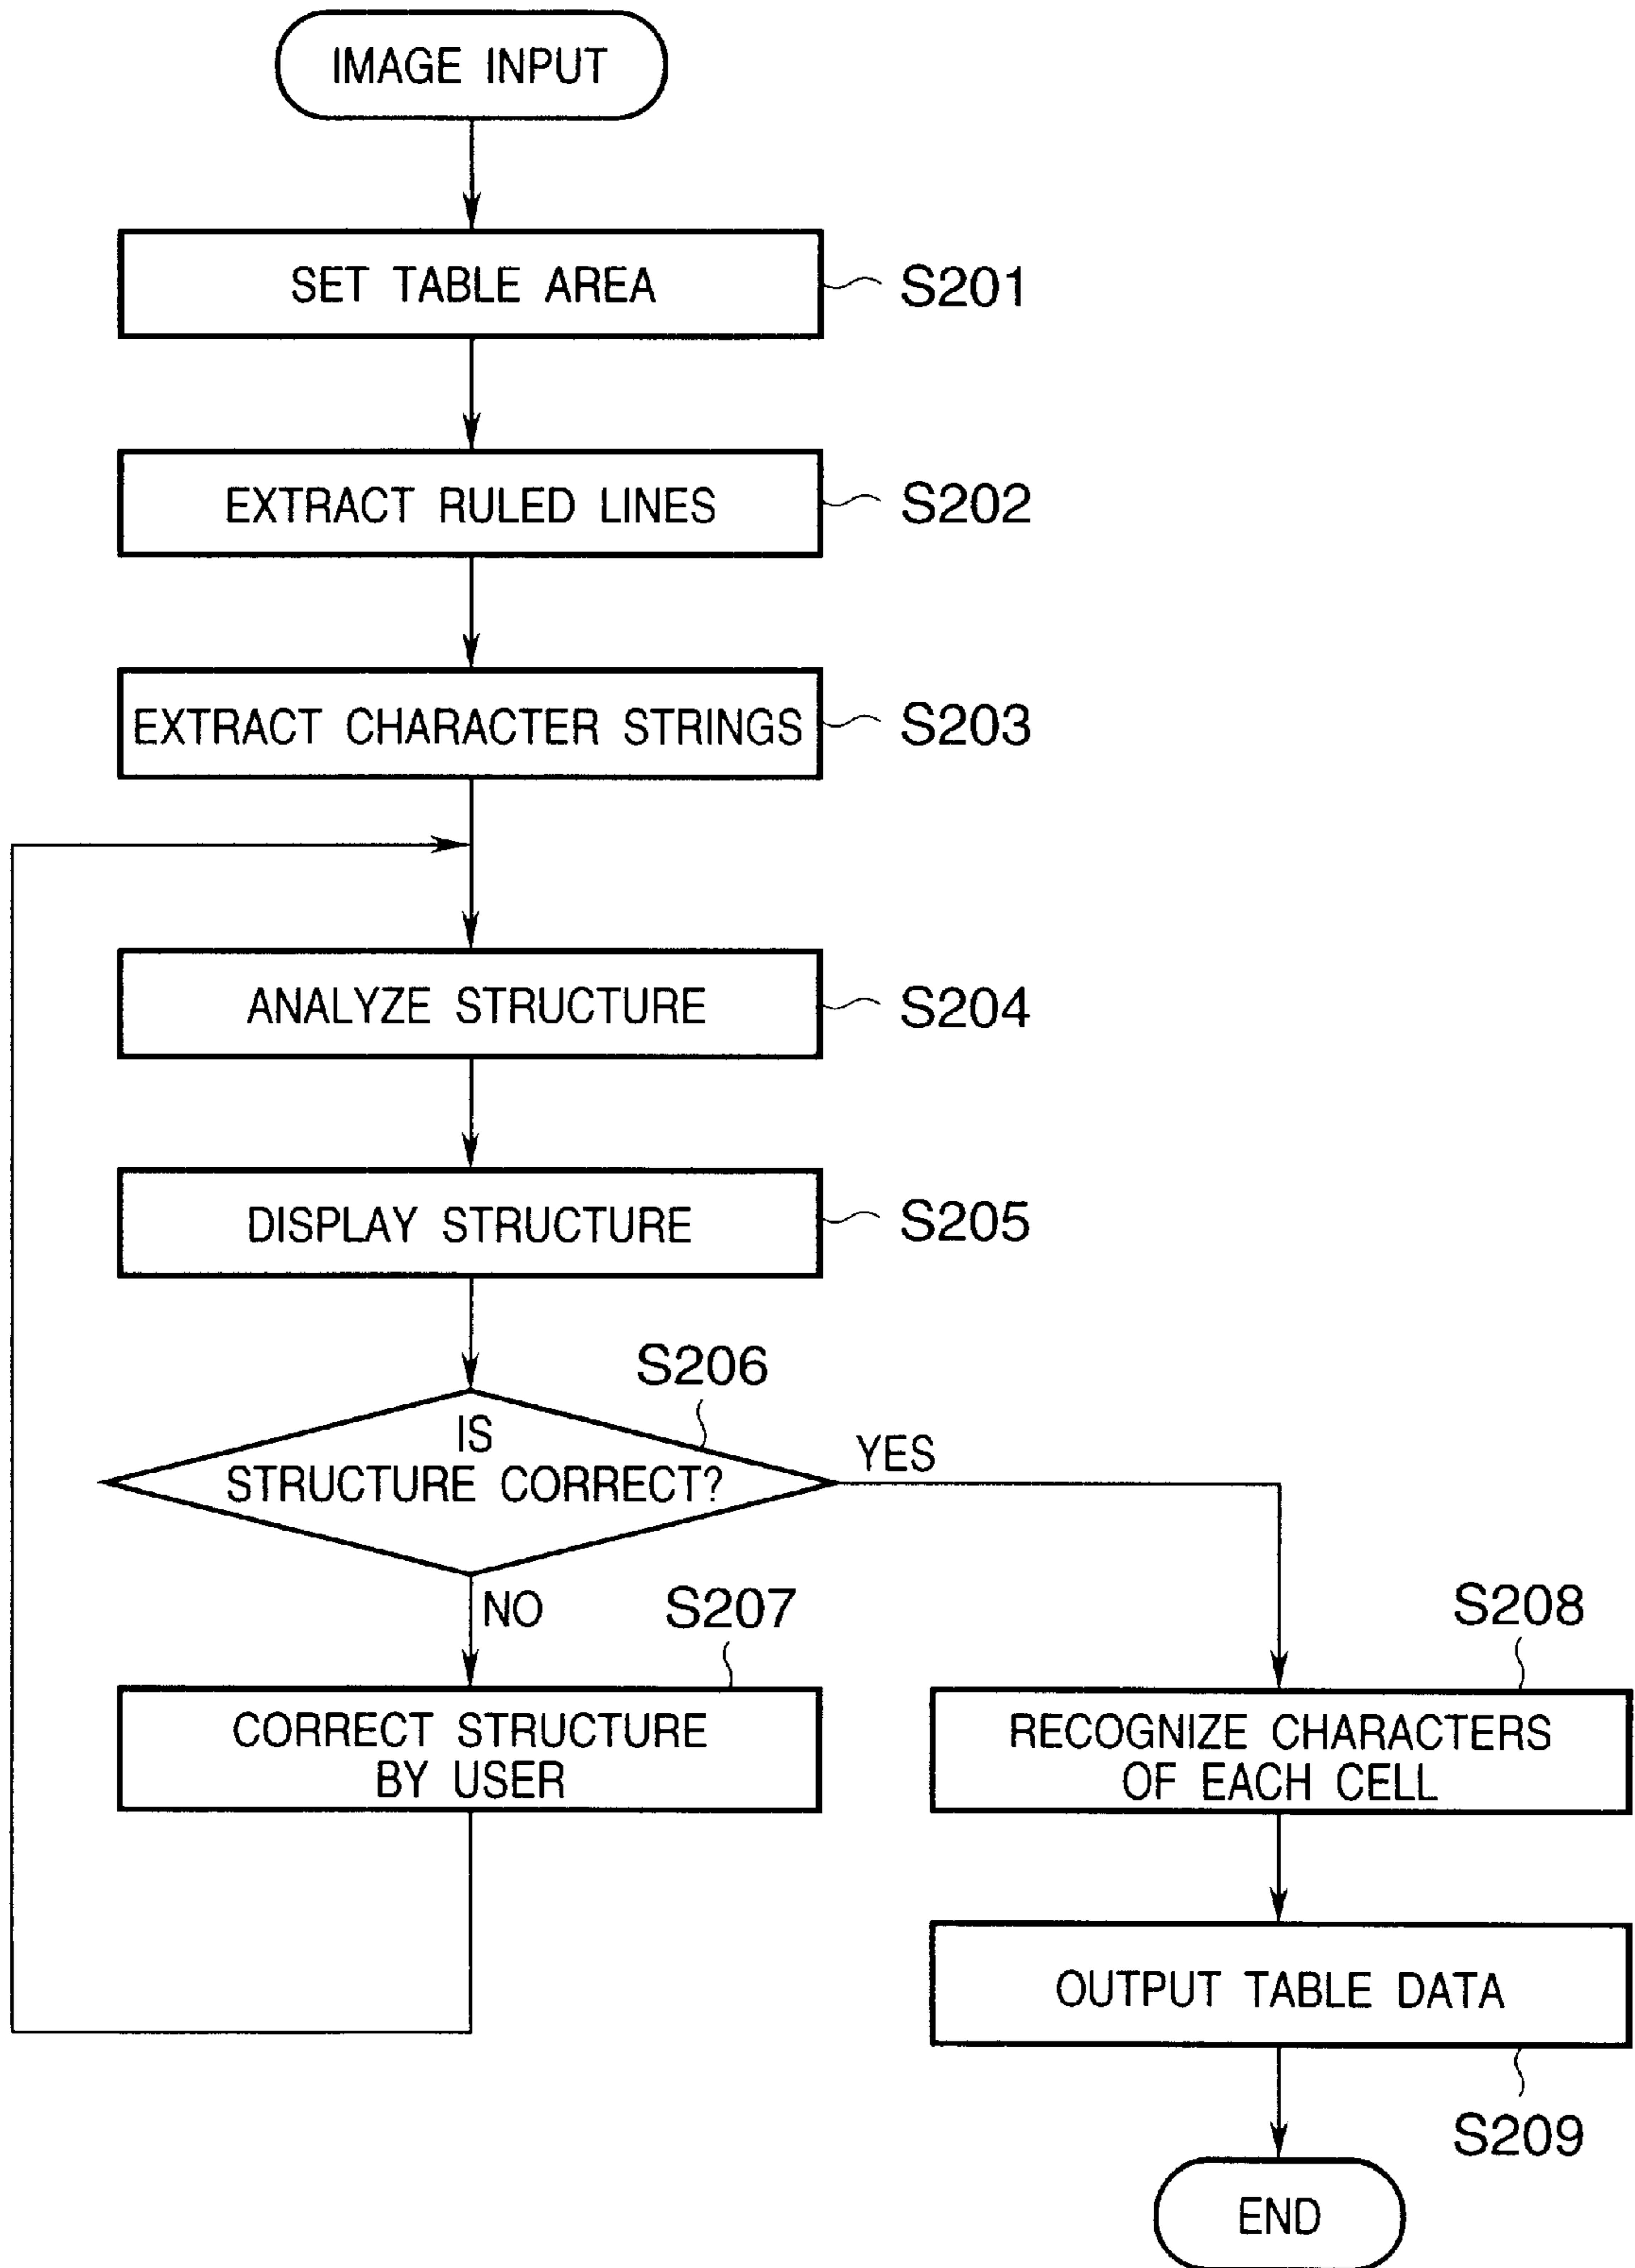 IMAGE INPUT
SET TABLE AREA
S201
EXTRACT RULED LINES
S202
EXTRACT CHARACTER STRINGS
S203
ANALYZE STRUCTURE
S204
DISPLAY STRUCTURE
S205
S206
IS
STRUCTURE CORRECT?
YES
NO
S207
CORRECT STRUCTURE
BY USER
S208
RECOGNIZE CHARACTERS
OF EACH CELL
OUTPUT TABLE DATA
S209
END